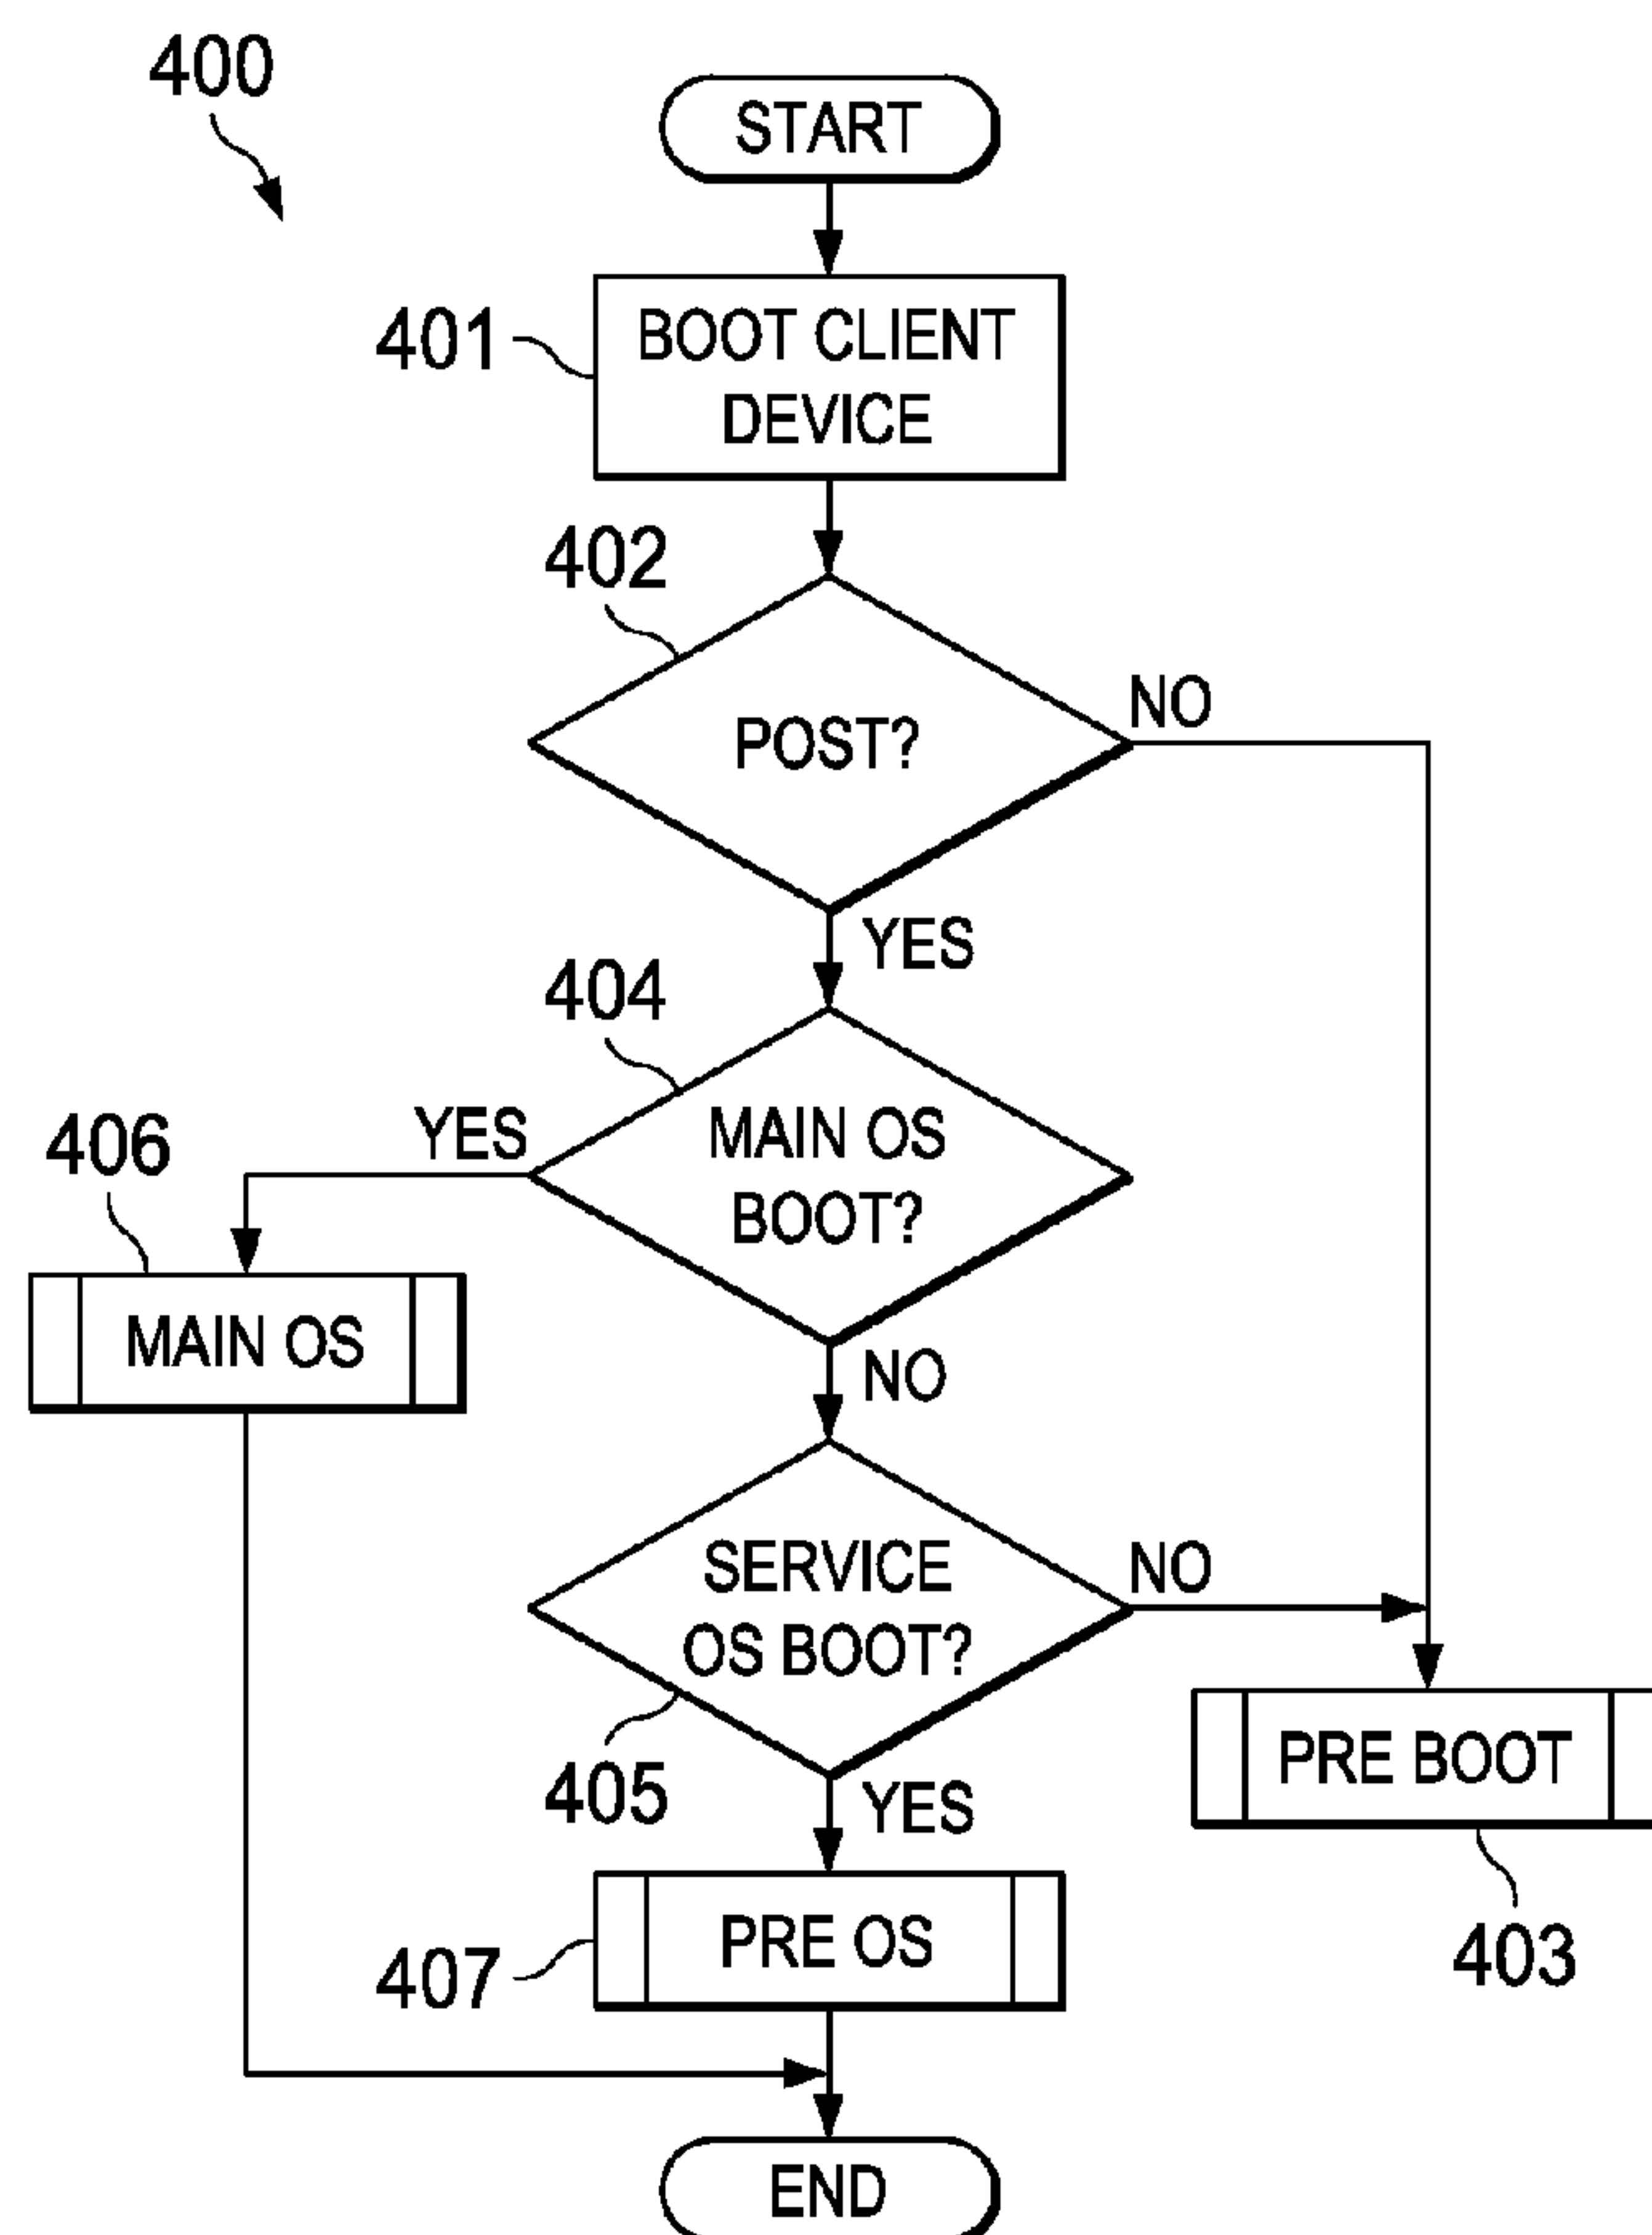 400
START
401
BOOT CLIENT
DEVICE
402
POST?
NO
YES
404
YES
MAIN OS
BOOT?
406
MAIN OS
NO
SERVICE
OS BOOT?
NO
405
YES
PRE BOOT
403
PRE OS
407
END